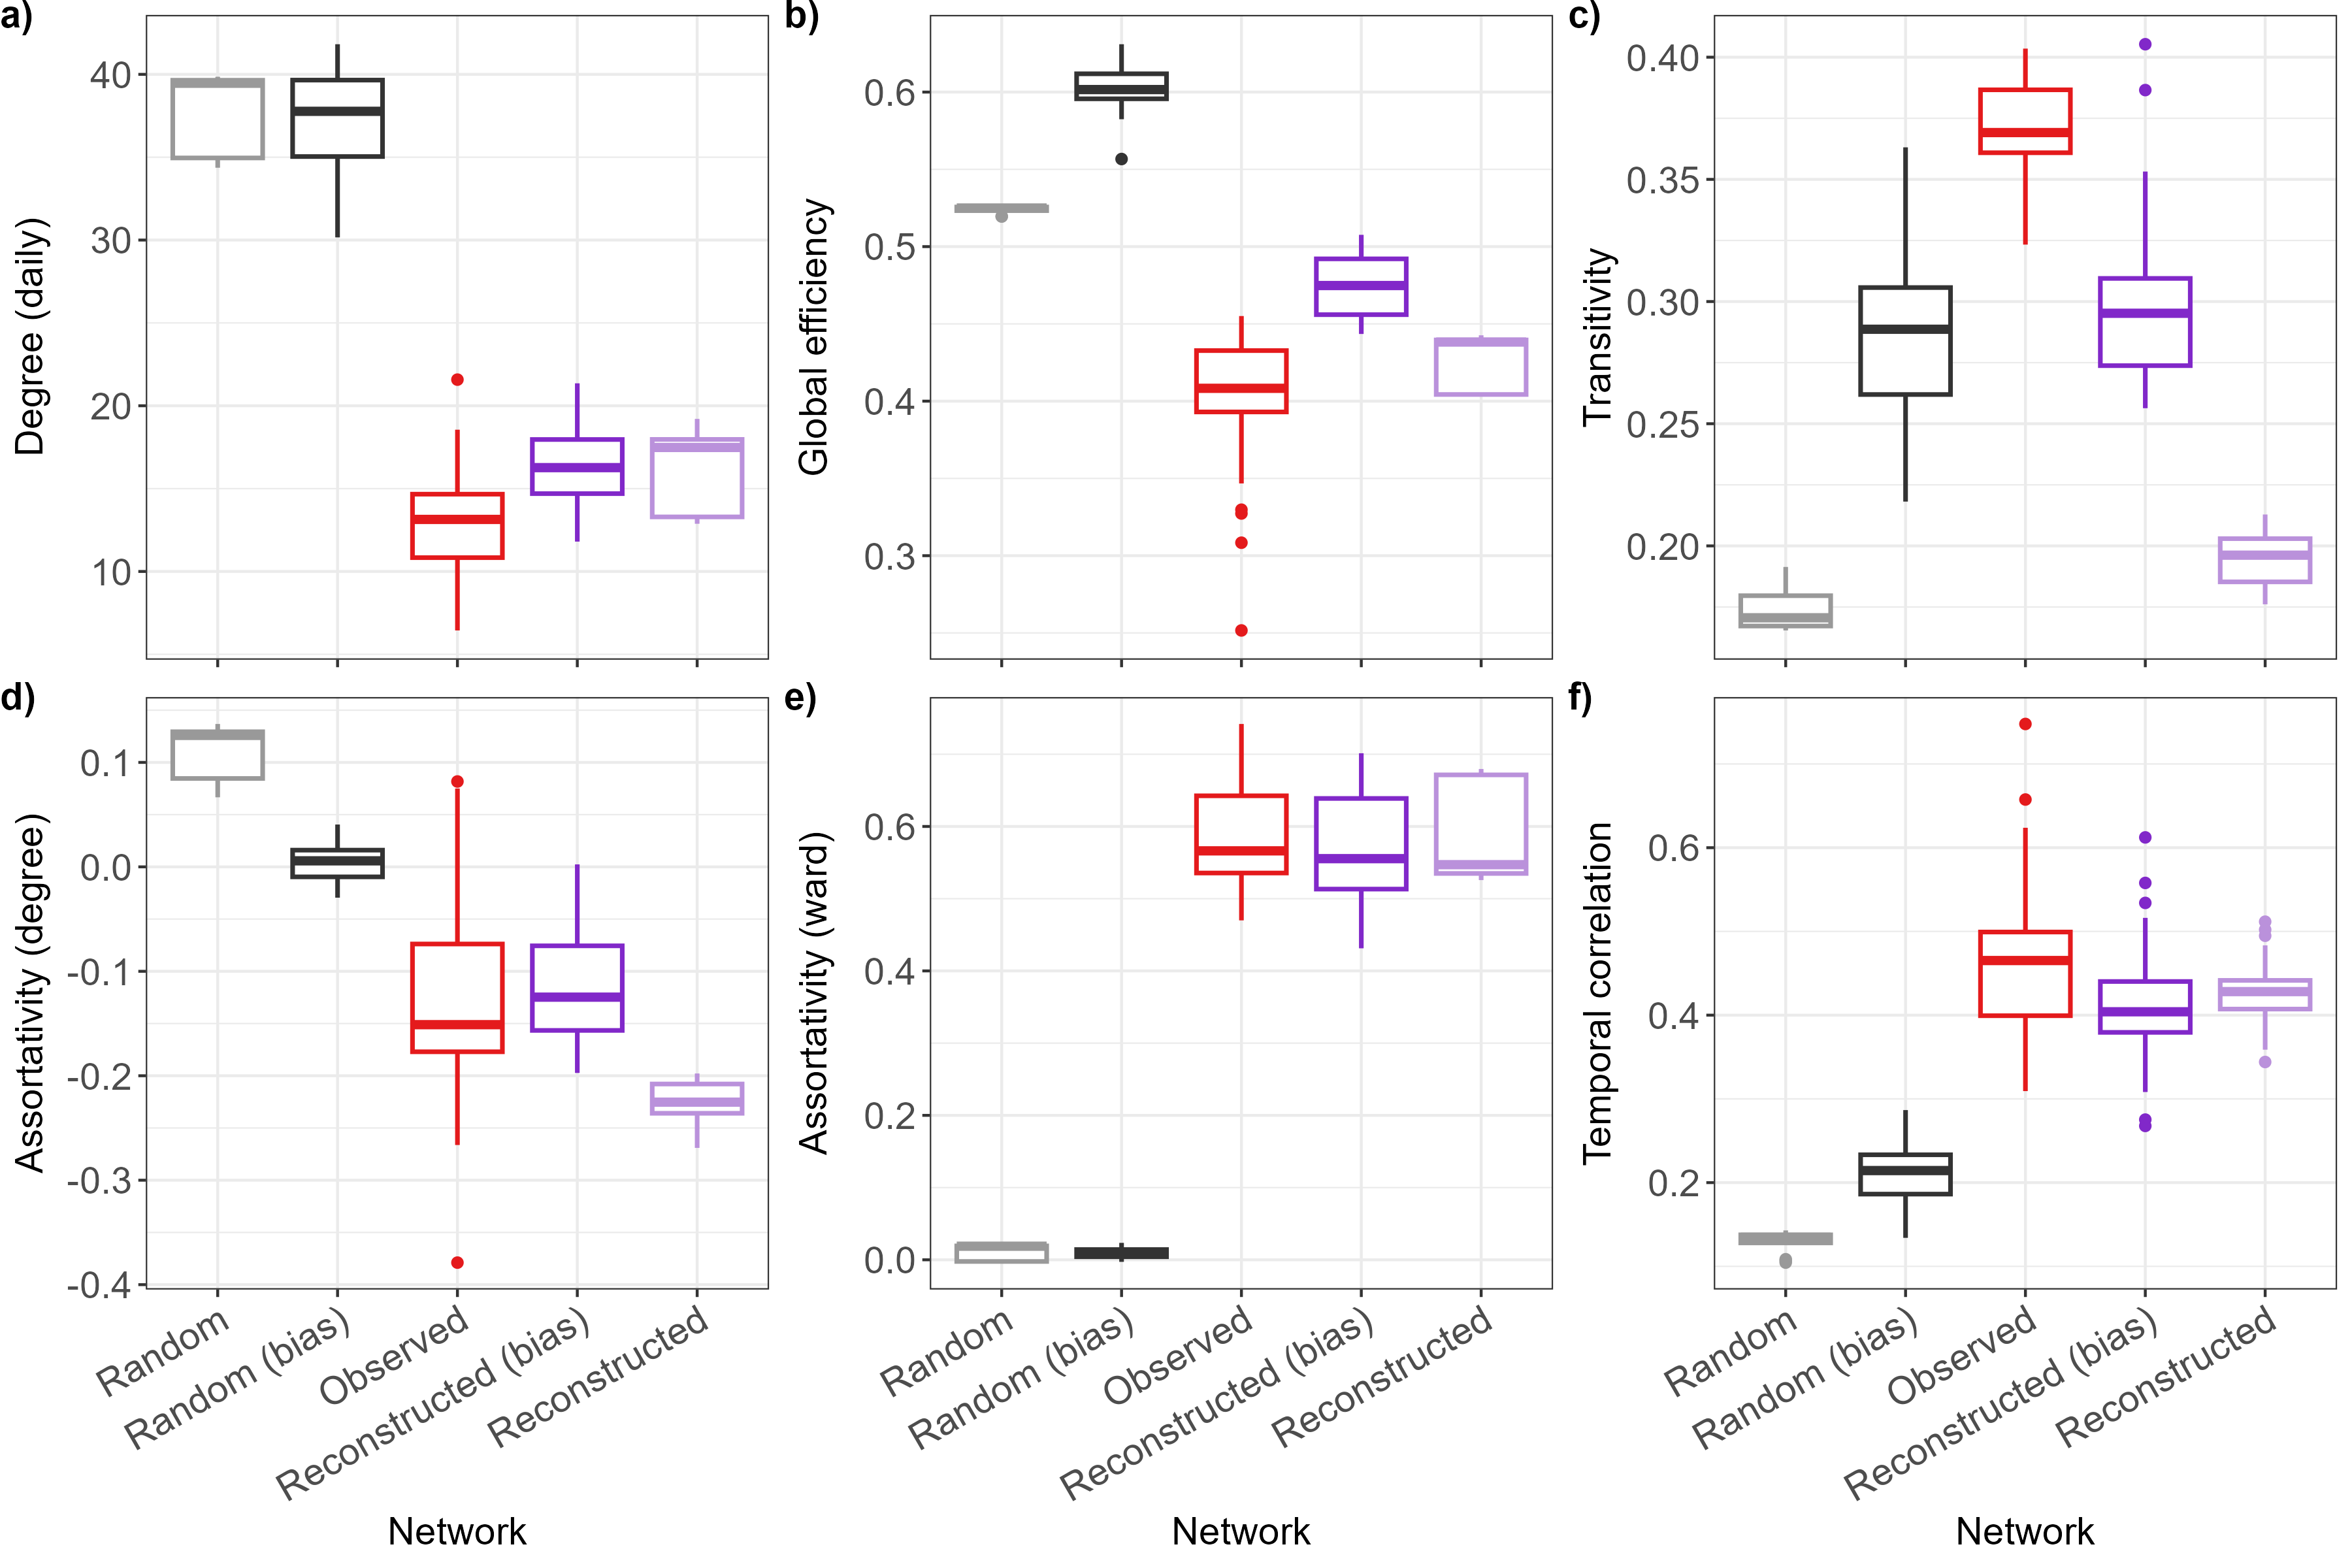 a)
Degree (daily)
40
30
20
10
b)
Global efficiency
0.6
0.5
0.4
0.3
c)
Transitivity
0.40
0.35
0.30
0.25
0.20
d)
Assortativity (degree)
0.1
0.0
-0.1
-0.2
-0.3
-0.4
Random
Random (bias)
Observed
Reconstructed (bias)
Reconstructed
Network
e)
Assortativity (ward)
0.6
0.4
0.2
0.0
Random
Random (bias)
Observed
Reconstructed (bias)
Reconstructed
Network
f)
Temporal correlation
0.6
0.4
0.2
Random
Random (bias)
Observed
Reconstructed (bias)
Reconstructed
Network